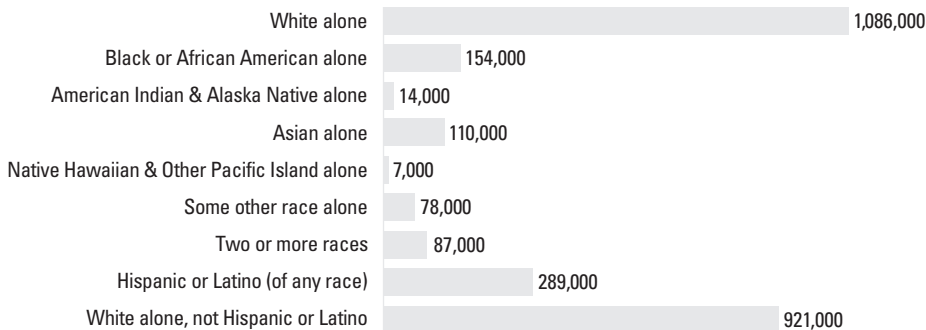 White alone 1,086,000
Black or African American alone 154,000
American Indian & Alaska Native alone 14,000
Asian alone 110,000
Native Hawaiian & Other Pacific Island alone 7,000
Some other race alone 78,000
Two or more races 87,000
Hispanic or Latino (of any race) 289,000
White alone, not Hispanic or Latino 921,000